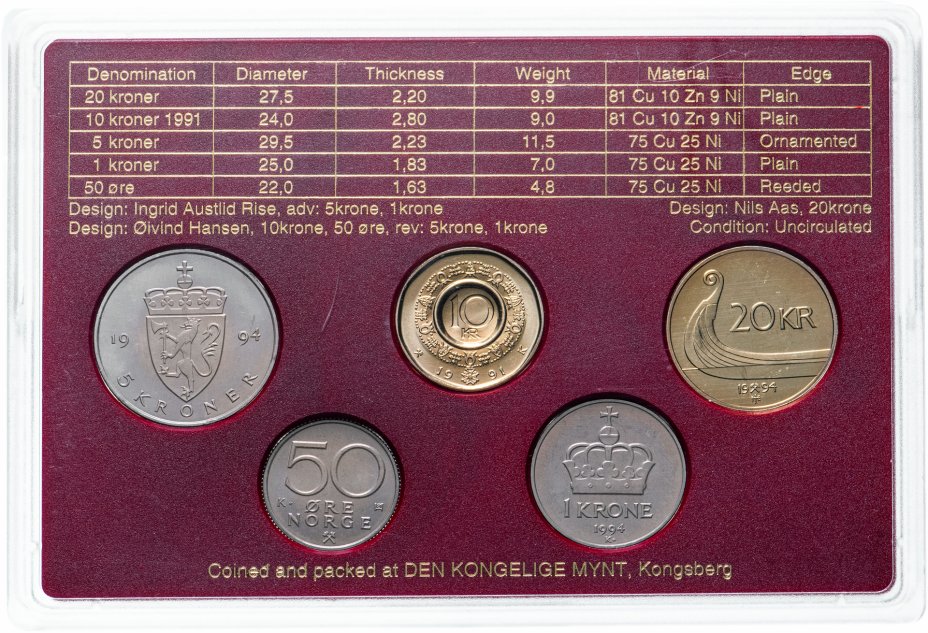 Denomination Diameter Thickness Weight Material Edge
20 kroner 27,5 2,20 9,9 81 Cu 10 Zn 9 Ni Plain
10 kroner 1991 24,0 2,80 9,0 81 Cu 10 Zn 9 Ni Plain
5 kroner 29,5 2,23 11,5 75 Cu 25 Ni Ornamented
1 kroner 25,0 1,83 7,0 75 Cu 25 Ni Plain
50 øre 22,0 1,63 4,8 75 Cu 25 Ni Reeded
Design: Ingrid Austlid Rise, adv: 5krone, 1krone Design: Nils Aas, 20krone
Design: Øivind Hansen, 10krone, 50 øre, rev: 5krone, 1krone Condition: Uncirculated
19 94
5 KRONER
10
KR
K
1991
20 KR
19 94
50
K ØRE
NORGE
1 KRONE
1994
K
Coined and packed at DEN KONGELIGE MYNT, Kongsberg